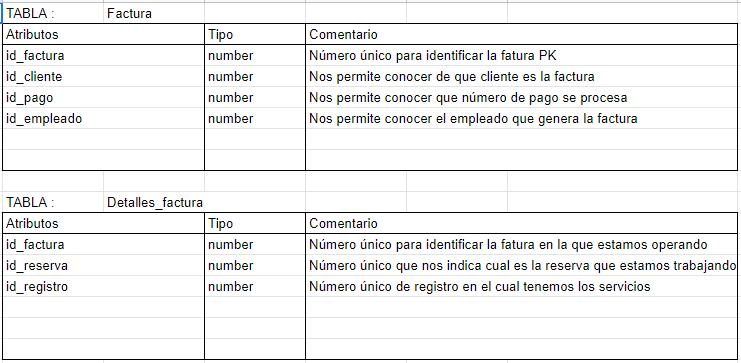 TABLA : Factura
Atributos Tipo Comentario
id_factura number Número único para identificar la fatura PK
id_cliente number Nos permite conocer de que cliente es la factura
id_pago number Nos permite conocer que número de pago se procesa
id_empleado number Nos permite conocer el empleado que genera la factura
TABLA : Detalles_factura
Atributos Tipo Comentario
id_factura number Número único para identificar la fatura en la que estamos operando
id_reserva number Número único que nos indica cual es la reserva que estamos trabajando
id_registro number Número único de registro en el cual tenemos los servicios